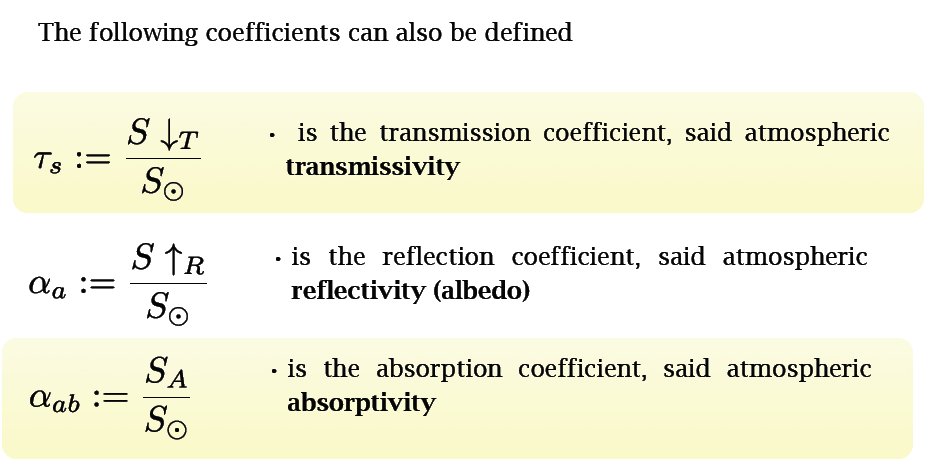 The following coefficients can also be defined
τ_s := S ↓_T / S_⊙
· is the transmission coefficient, said atmospheric
transmissivity
α_a := S ↑_R / S_⊙
· is the reflection coefficient, said atmospheric
reflectivity (albedo)
α_ab := S_A / S_⊙
· is the absorption coefficient, said atmospheric
absorptivity